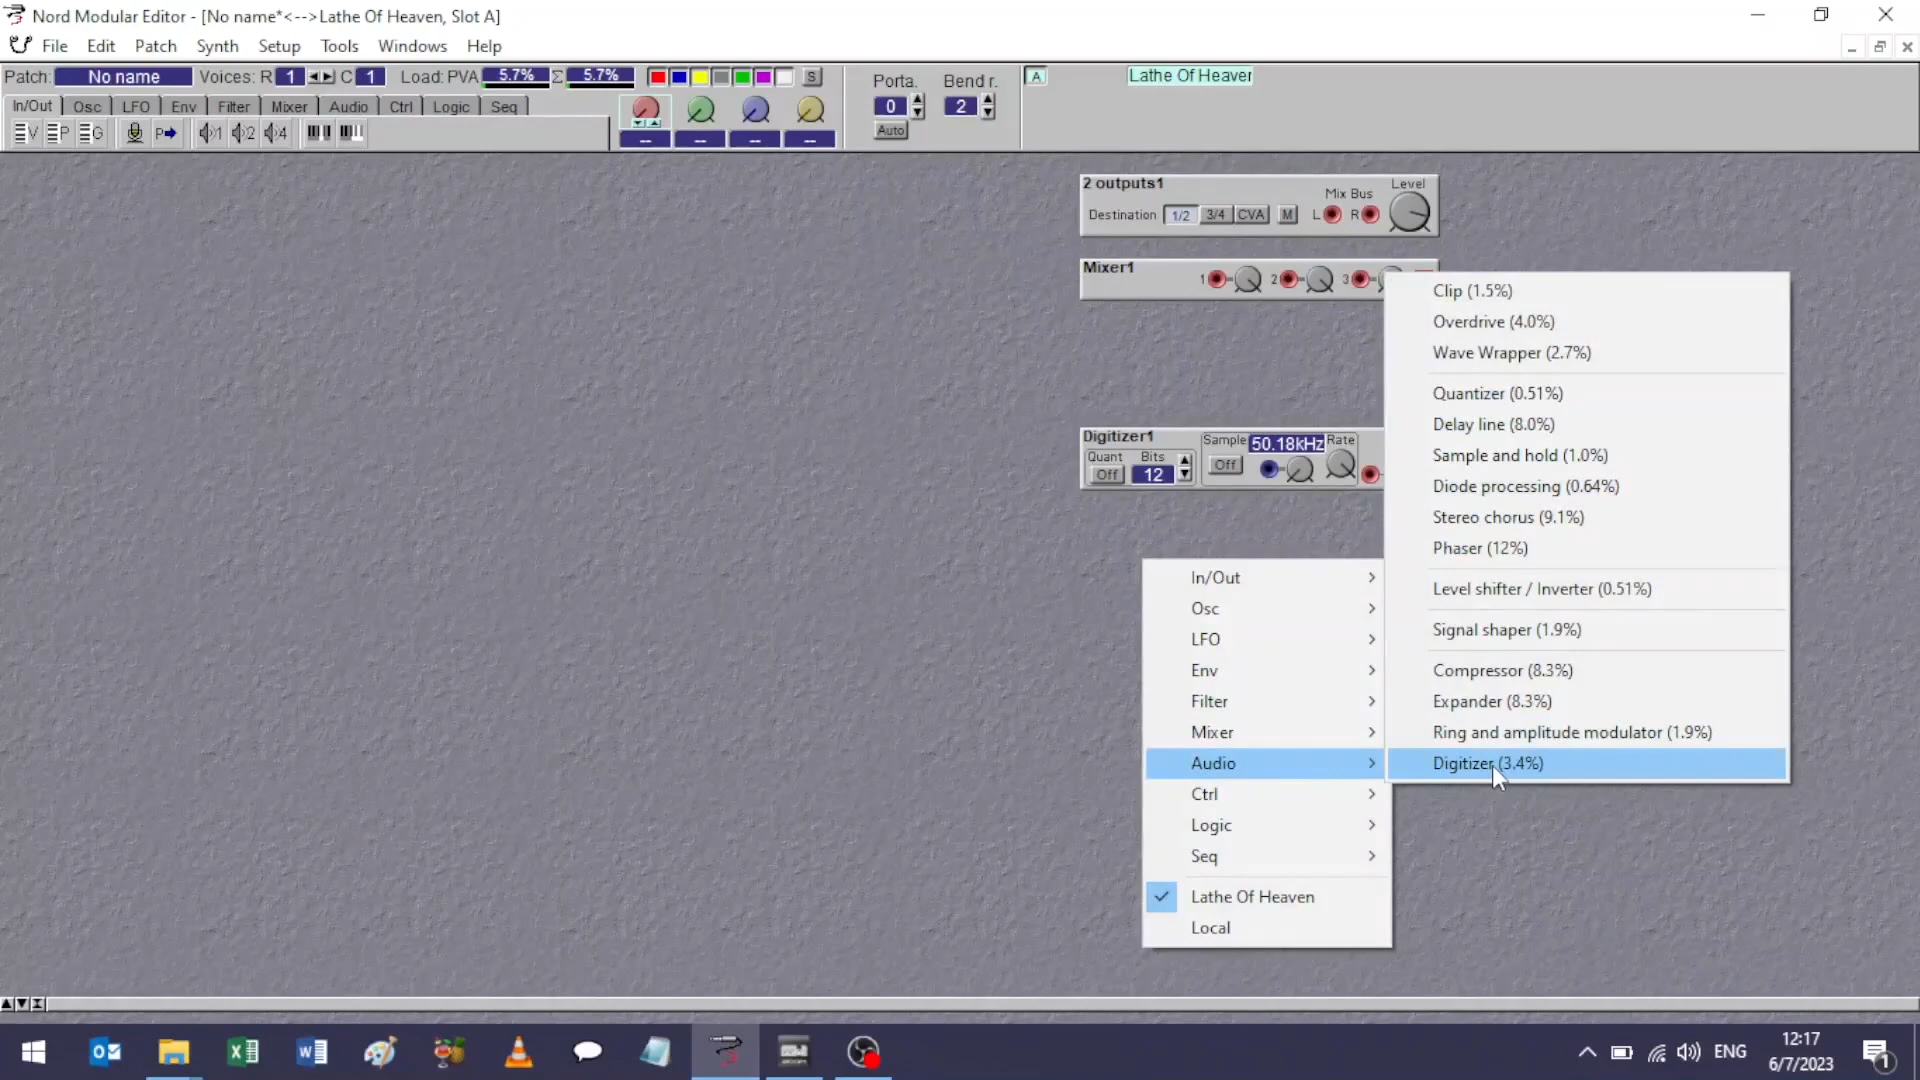 Nord Modular Editor - [No name*<-->Lathe Of Heaven, Slot A]
File Edit Patch Synth Setup Tools Windows Help
Patch: No name Voices: R 1 C 1 Load: PVA 5.7% Σ 5.7% S
Porta. Bend r. A Lathe Of Heaven
In/Out Osc LFO Env Filter Mixer Audio Ctrl Logic Seq
0 2
V P G P 1 2 4
Auto
-- -- -- --
2 outputs1
Mix Bus Level
Destination 1/2 3/4 CVA M L R
Mixer1
1 2 3
Clip (1.5%)
Overdrive (4.0%)
Wave Wrapper (2.7%)
Quantizer (0.51%)
Delay line (8.0%)
Sample and hold (1.0%)
Diode processing (0.64%)
Stereo chorus (9.1%)
Phaser (12%)
Level shifter / Inverter (0.51%)
Signal shaper (1.9%)
Compressor (8.3%)
Expander (8.3%)
Ring and amplitude modulator (1.9%)
Digitizer (3.4%)
Digitizer1
Sample 50.18kHz Rate
Quant Bits
Off 12 Off
In/Out
Osc
LFO
Env
Filter
Mixer
Audio
Ctrl
Logic
Seq
Lathe Of Heaven
Local
ENG
12:17
6/7/2023
1